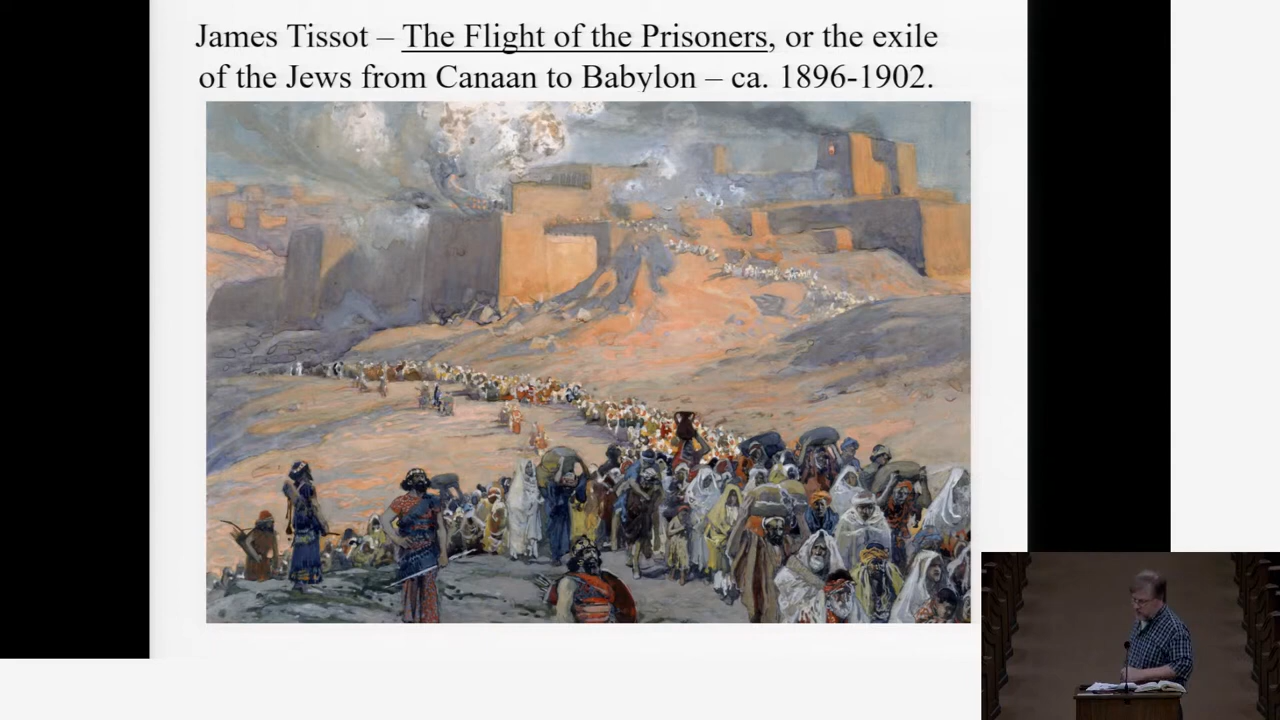 James Tissot – The Flight of the Prisoners, or the exile
of the Jews from Canaan to Babylon – ca. 1896-1902.